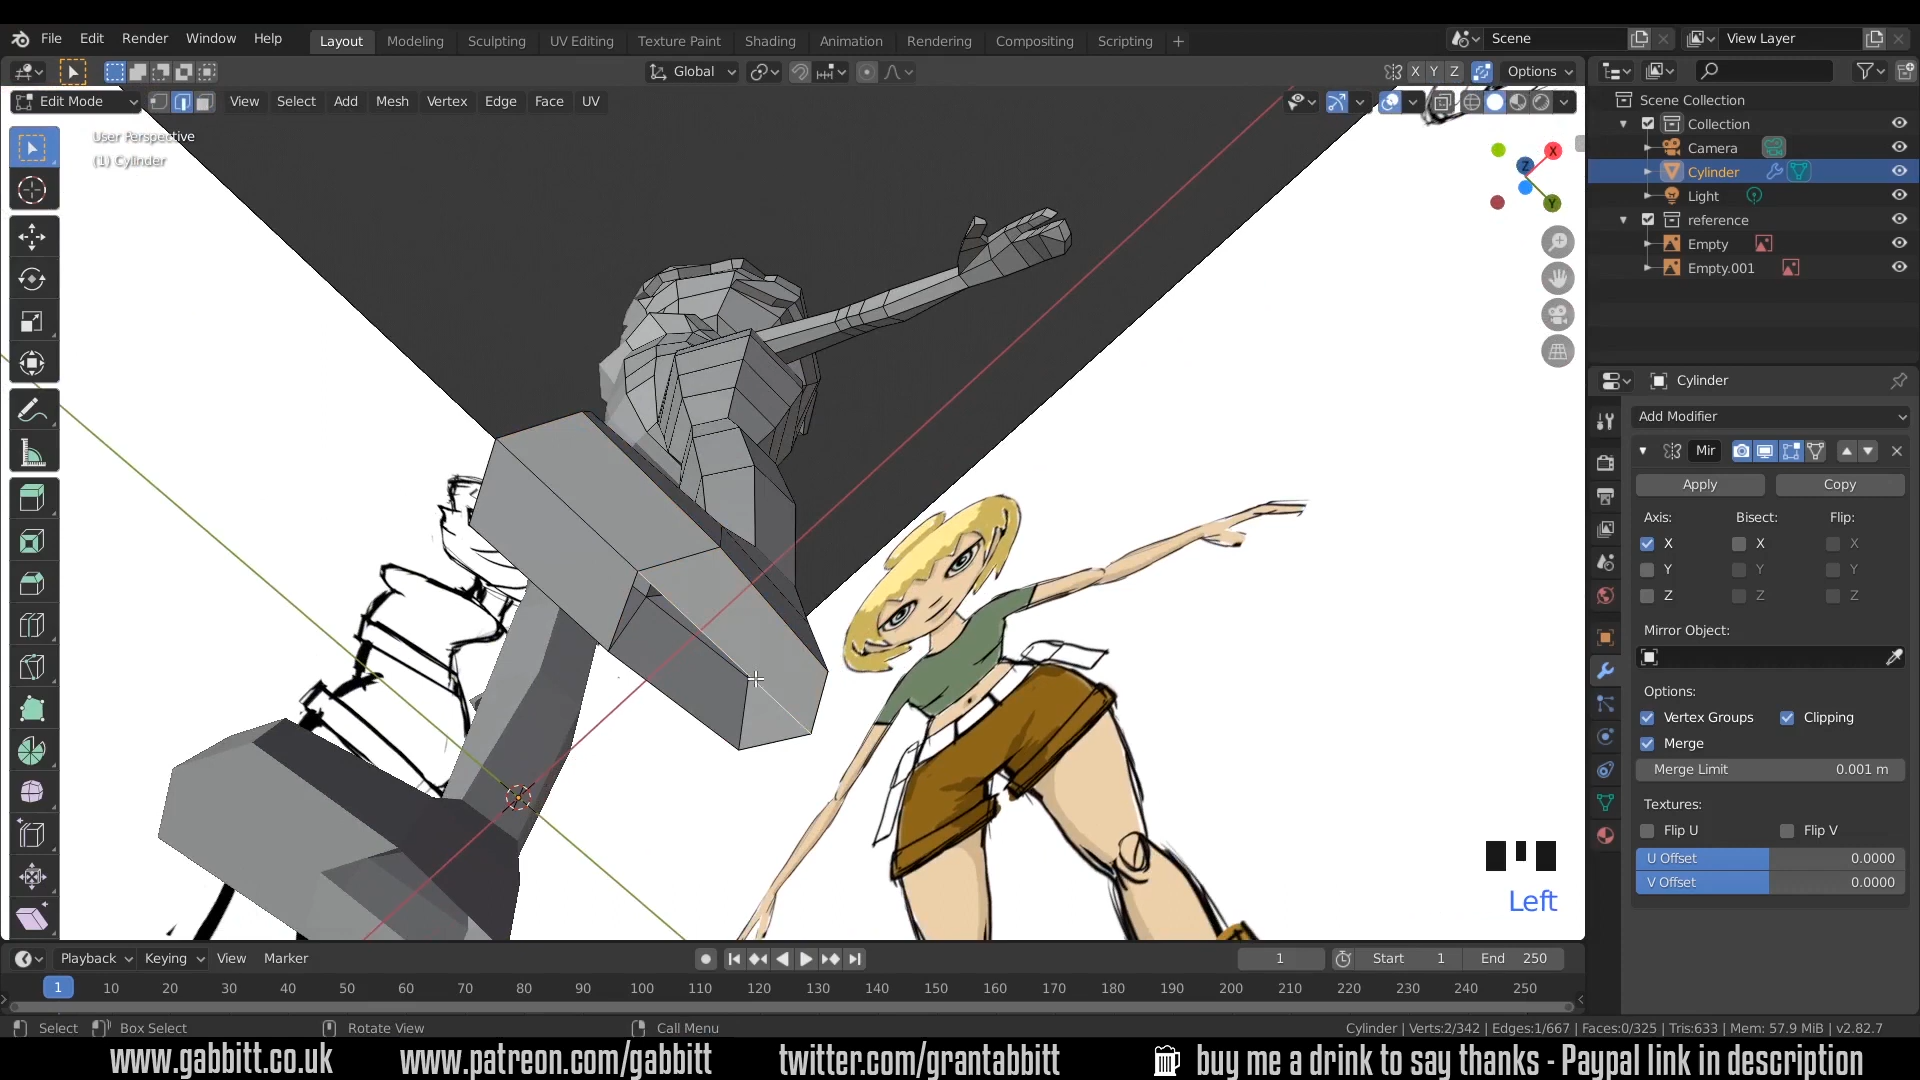 File Edit Render Window Help
Layout Modeling Sculpting UV Editing Texture Paint Shading Animation Rendering Compositing Scripting +
Scene
View Layer
Global
X Y Z
Options
Edit Mode
View Select Add Mesh Vertex Edge Face UV
User Perspective
(1) Cylinder
X
Z
Y
Scene Collection
Collection
Camera
Cylinder
Light
reference
Empty
Empty.001
Cylinder
Add Modifier
Mir
Apply Copy
Axis: Bisect: Flip:
X X X
Y Y Y
Z Z Z
Mirror Object:
Options:
Vertex Groups Clipping
Merge
Merge Limit 0.001 m
Textures:
Flip U Flip V
U Offset 0.0000
V Offset 0.0000
Left
Playback Keying View Marker
1
Start 1 End 250
1 10 20 30 40 50 60 70 80 90 100 110 120 130 140 150 160 170 180 190 200 210 220 230 240 250
Select Box Select Rotate View Call Menu
Cylinder | Verts:2/342 | Edges:1/667 | Faces:0/325 | Tris:633 | Mem: 57.9 MiB | v2.82.7
www.gabbitt.co.uk www.patreon.com/gabbitt twitter.com/grantabbitt buy me a drink to say thanks - Paypal link in description